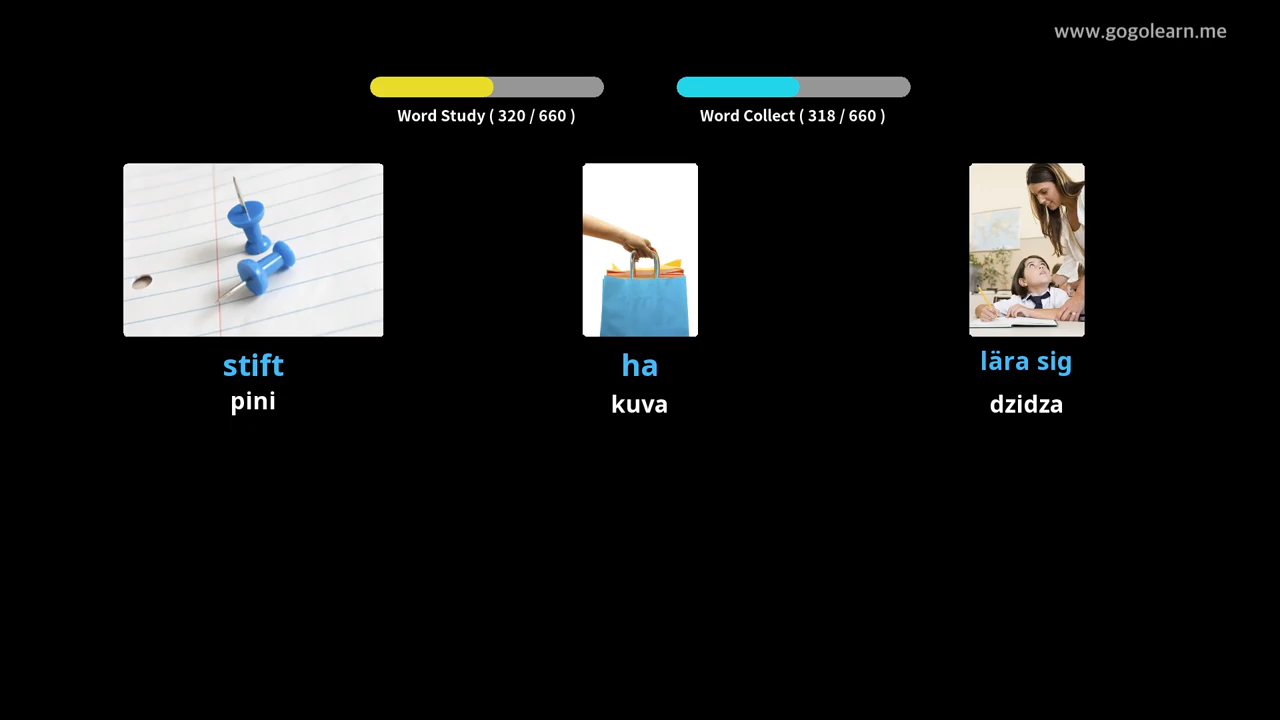 www.gogolearn.me
Word Study ( 320 / 660 )
Word Collect ( 318 / 660 )
stift
pini
ha
kuva
lära sig
dzidza